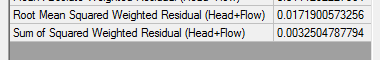 Root Mean Squared Weighted Residual (Head+Flow) 0.0171900573256
Sum of Squared Weighted Residual (Head+Flow) 0.0032504787794